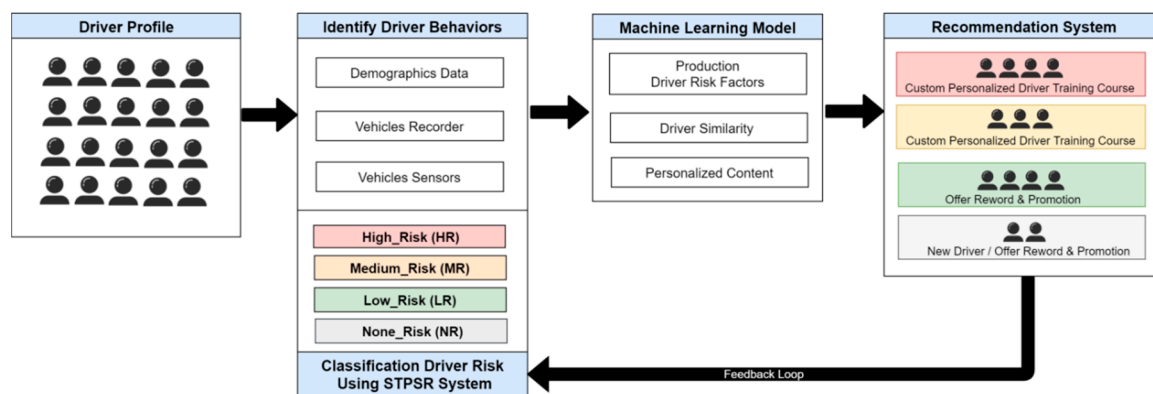 Driver Profile
Identify Driver Behaviors
Demographics Data
Vehicles Recorder
Vehicles Sensors
High_Risk (HR)
Medium_Risk (MR)
Low_Risk (LR)
None_Risk (NR)
Classification Driver Risk
Using STPSR System
Machine Learning Model
Production
Driver Risk Factors
Driver Similarity
Personalized Content
Recommendation System
Custom Personalized Driver Training Course
Custom Personalized Driver Training Course
Offer Reword & Promotion
New Driver / Offer Reword & Promotion
Feedback Loop